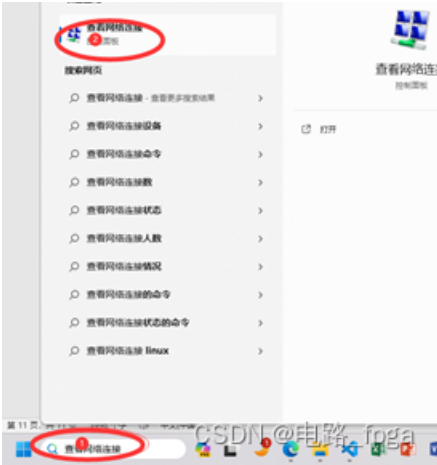 查看网络连接
2
控制面板
搜索网页
查看网络连接 - 查看更多搜索结果
查看网络连接设备
查看网络连接命令
查看网络连接数
查看网络连接状态
查看网络连接人数
查看网络连接情况
查看网络连接的命令
查看网络连接状态的命令
查看网络连接 linux
查看网络连
控制面板
打开
第 11 页
1
查看网络连接
CSDN @电路_fpga